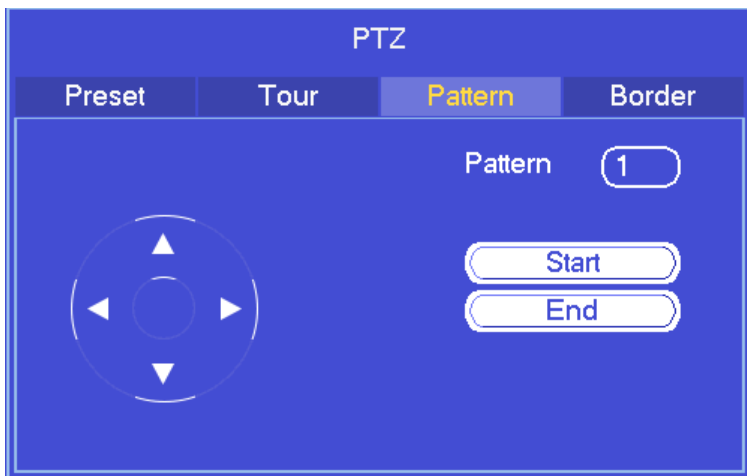 PTZ
Preset Tour Pattern Border
Pattern 1
Start
End